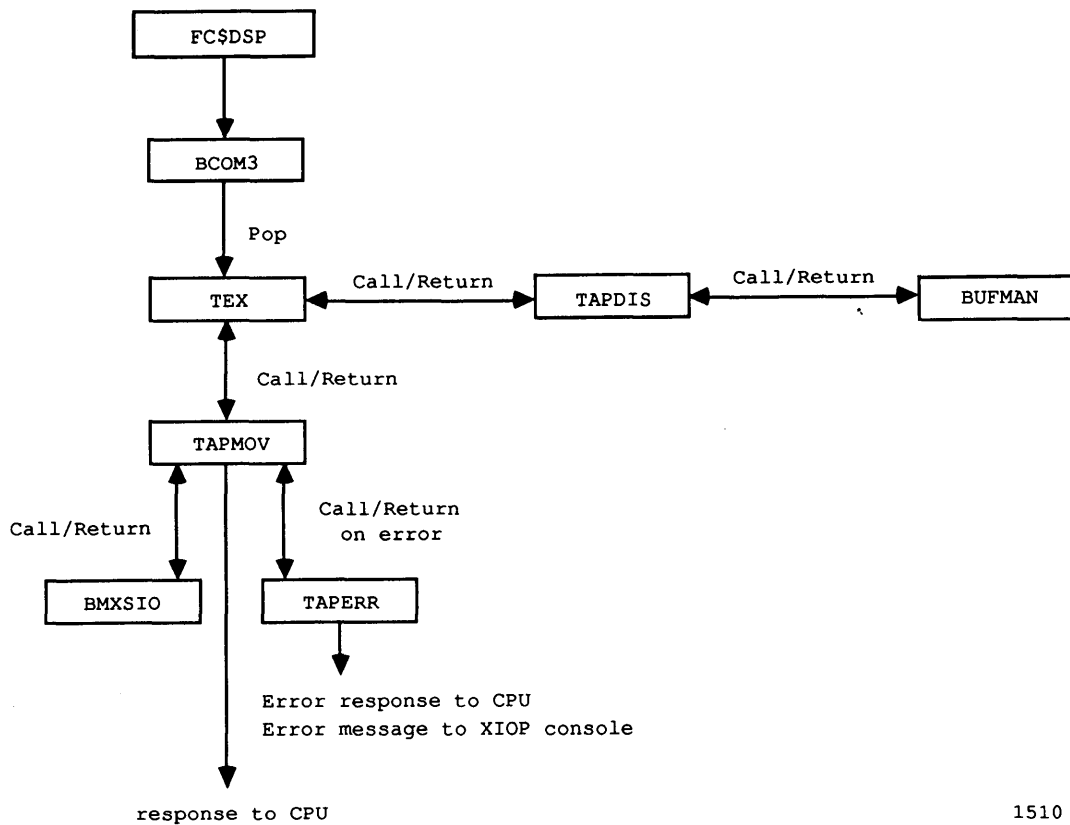 FC$DSP
BCOM3
Pop
TEX
Call/Return
TAPDIS
Call/Return
BUFMAN
Call/Return
TAPMOV
Call/Return
Call/Return
on error
BMXSIO
TAPERR
Error response to CPU
Error message to XIOP console
response to CPU
1510